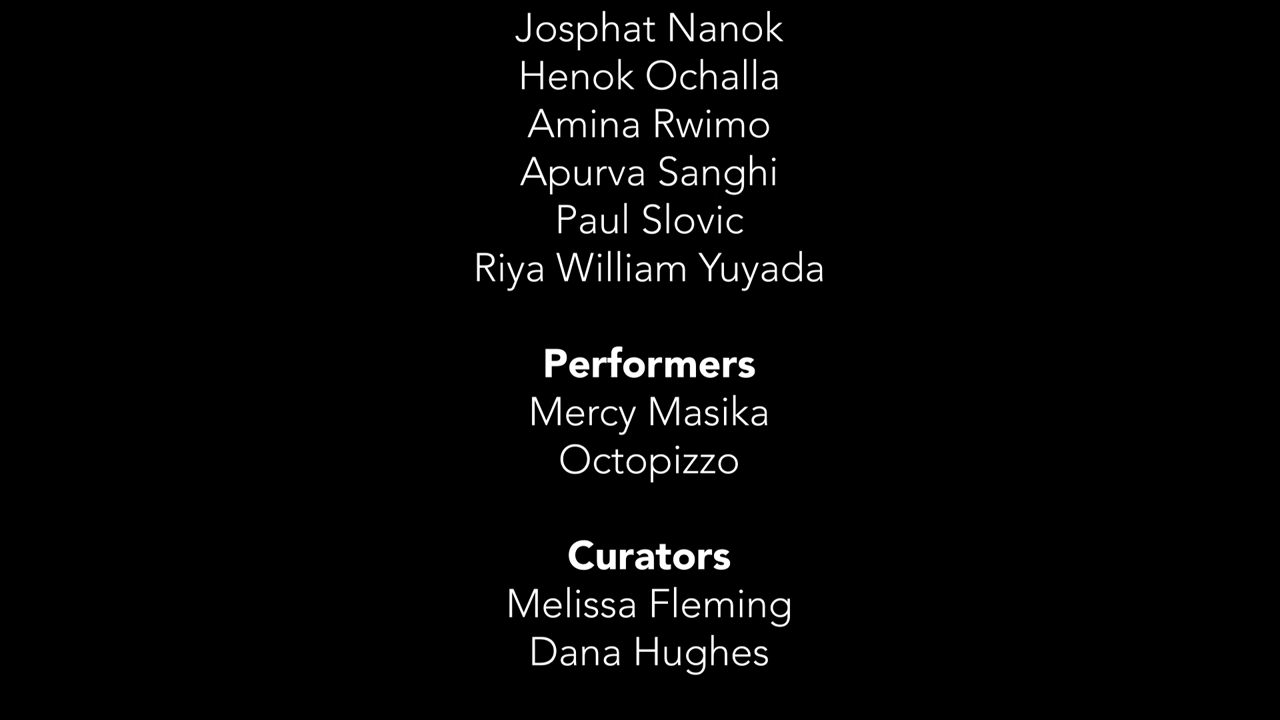 Josphat Nanok
Henok Ochalla
Amina Rwimo
Apurva Sanghi
Paul Slovic
Riya William Yuyada
Performers
Mercy Masika
Octopizzo
Curators
Melissa Fleming
Dana Hughes